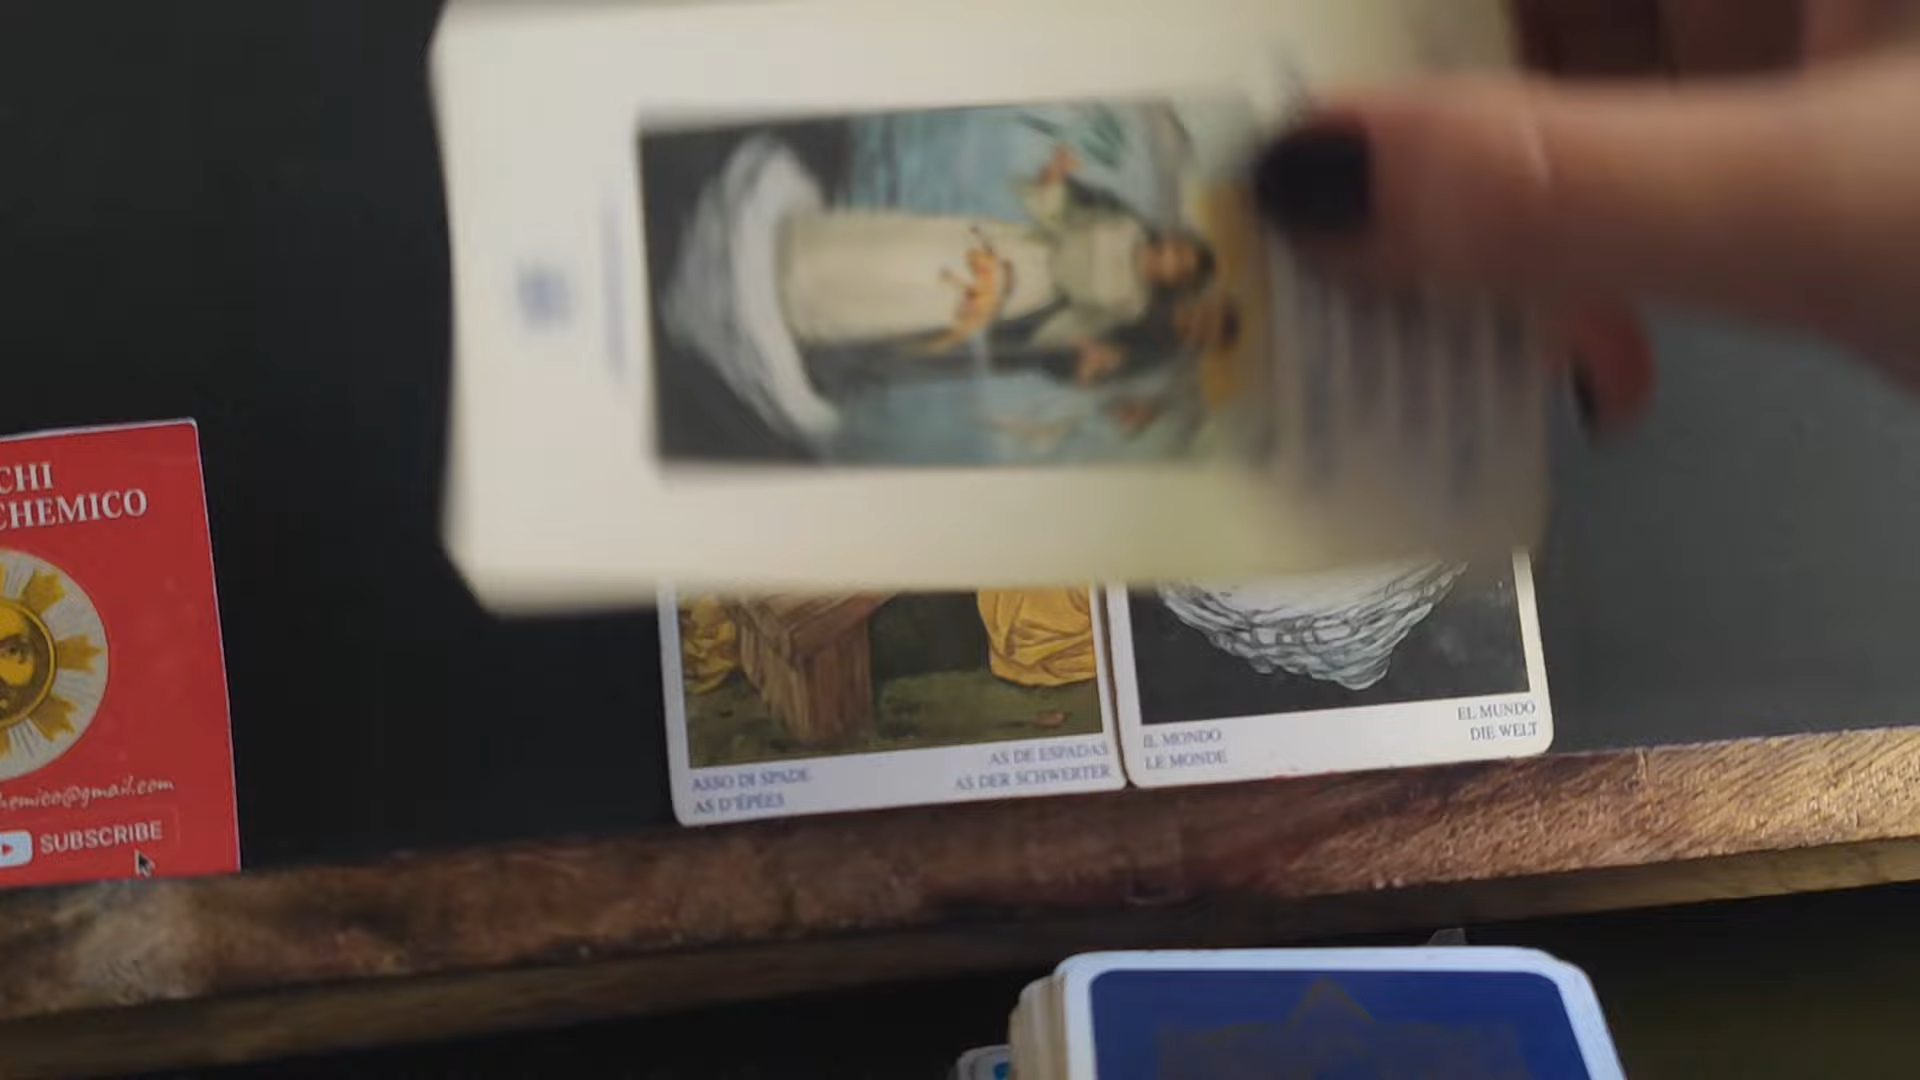 CHI
CHEMICO
hemico@gmail.com
SUBSCRIBE
ASSO DI SPADE
AS D'ÉPÉES
AS DE ESPADAS
AS DER SCHWERTER
IL MONDO
LE MONDE
EL MUNDO
DIE WELT